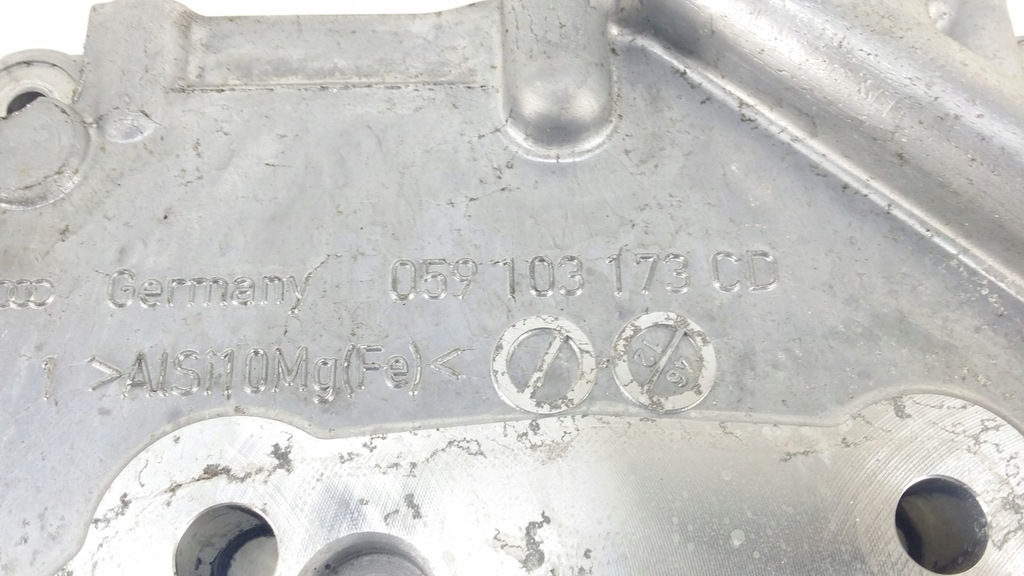 Germany 059 103 173 CD
1 >AlSi10Mg(Fe)<